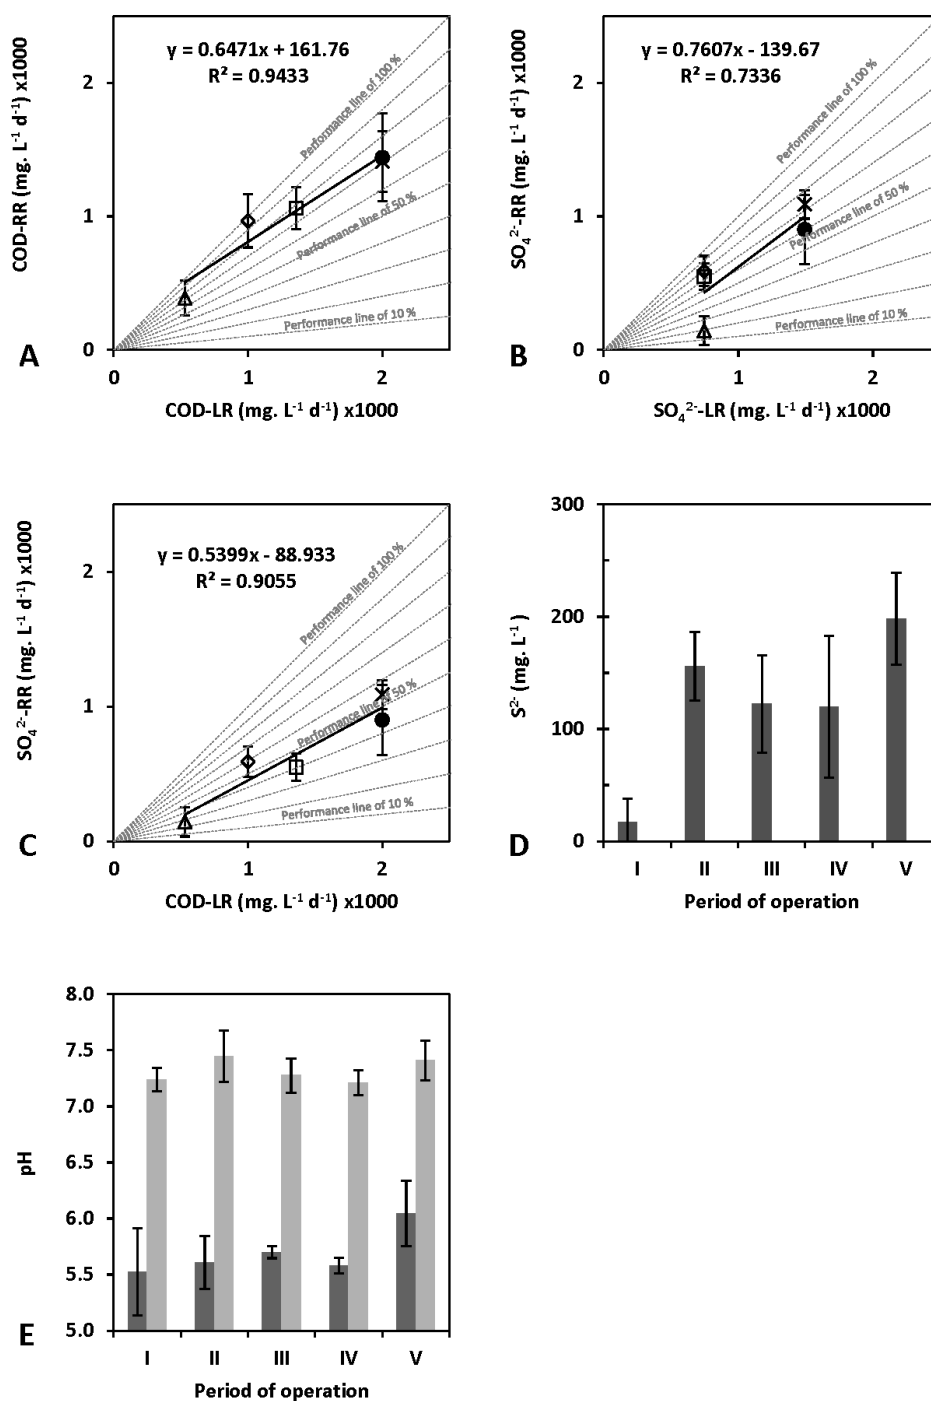 y = 0.6471x + 161.76
R² = 0.9433
COD-RR (mg. L⁻¹ d⁻¹) x1000
2
1
0
Performance line of 100 %
Performance line of 50 %
Performance line of 10 %
0 1 2
COD-LR (mg. L⁻¹ d⁻¹) x1000
A
y = 0.7607x - 139.67
R² = 0.7336
SO₄²⁻-RR (mg. L⁻¹ d⁻¹) x1000
2
1
0
Performance line of 100 %
Performance line of 50 %
Performance line of 10 %
0 1 2
SO₄²⁻-LR (mg. L⁻¹ d⁻¹) x1000
B
y = 0.5399x - 88.933
R² = 0.9055
SO₄²⁻-RR (mg. L⁻¹ d⁻¹) x1000
2
1
0
Performance line of 100 %
Performance line of 50 %
Performance line of 10 %
0 1 2
COD-LR (mg. L⁻¹ d⁻¹) x1000
C
S²⁻ (mg. L⁻¹)
300
200
100
0
I II III IV V
Period of operation
D
pH
8.0
7.5
7.0
6.5
6.0
5.5
5.0
I II III IV V
Period of operation
E